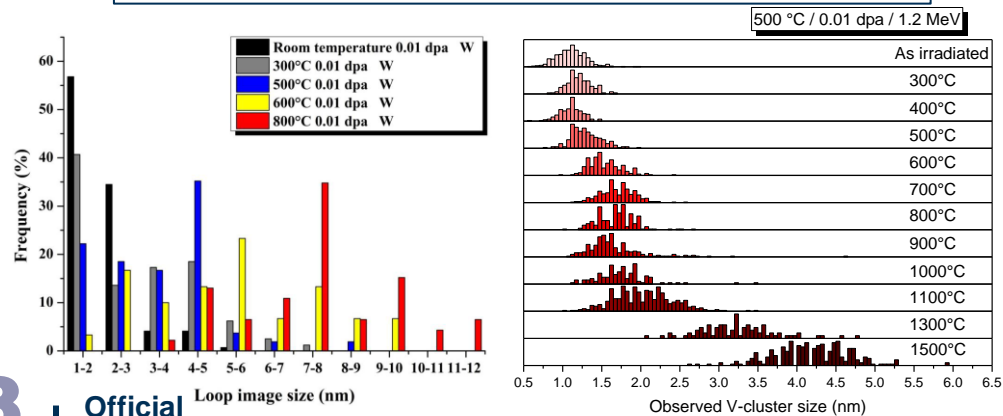 500 °C / 0.01 dpa / 1.2 MeV
Room temperature 0.01 dpa W
300°C 0.01 dpa W
500°C 0.01 dpa W
600°C 0.01 dpa W
800°C 0.01 dpa W
Frequency (%)
60
50
40
30
20
10
0
1-2 2-3 3-4 4-5 5-6 6-7 7-8 8-9 9-10 10-11 11-12
Loop image size (nm)
As irradiated
300°C
400°C
500°C
600°C
700°C
800°C
900°C
1000°C
1100°C
1300°C
1500°C
0.5 1.0 1.5 2.0 2.5 3.0 3.5 4.0 4.5 5.0 5.5 6.0 6.5
Observed V-cluster size (nm)
Official